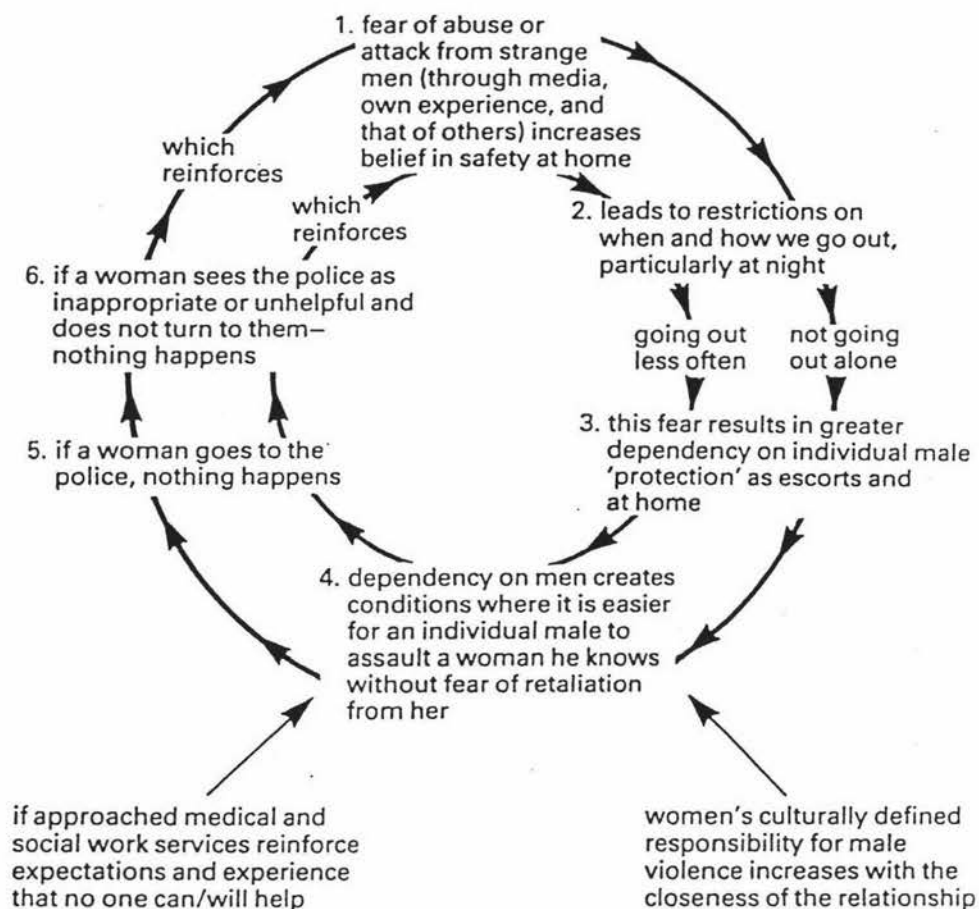 1. fear of abuse or
attack from strange
men (through media,
own experience, and
that of others) increases
belief in safety at home
which
reinforces
which
reinforces
2. leads to restrictions on
when and how we go out,
particularly at night
going out
less often
not going
out alone
3. this fear results in greater
dependency on individual male
'protection' as escorts and
at home
4. dependency on men creates
conditions where it is easier
for an individual male to
assault a woman he knows
without fear of retaliation
from her
5. if a woman goes to the
police, nothing happens
6. if a woman sees the police as
inappropriate or unhelpful and
does not turn to them–
nothing happens
if approached medical and
social work services reinforce
expectations and experience
that no one can/will help
women's culturally defined
responsibility for male
violence increases with the
closeness of the relationship